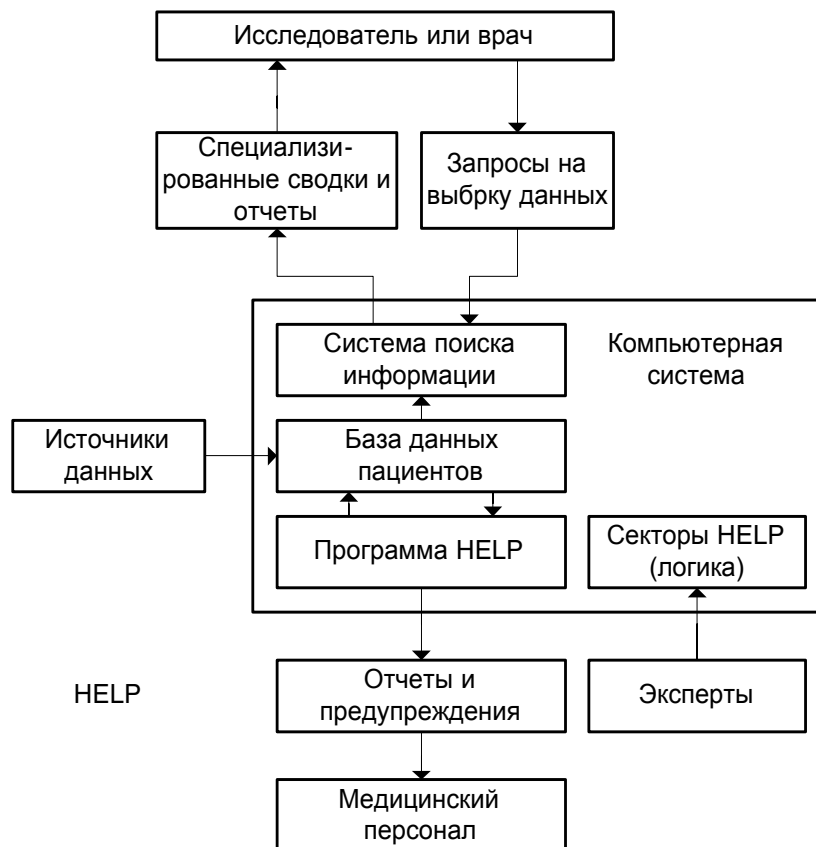 Исследователь или врач
Специализи-
рованные сводки и
отчеты
Запросы на
выбрку данных
Система поиска
информации
Компьютерная
система
Источники
данных
База данных
пациентов
Программа HELP
Секторы HELP
(логика)
HELP
Отчеты и
предупреждения
Эксперты
Медицинский
персонал